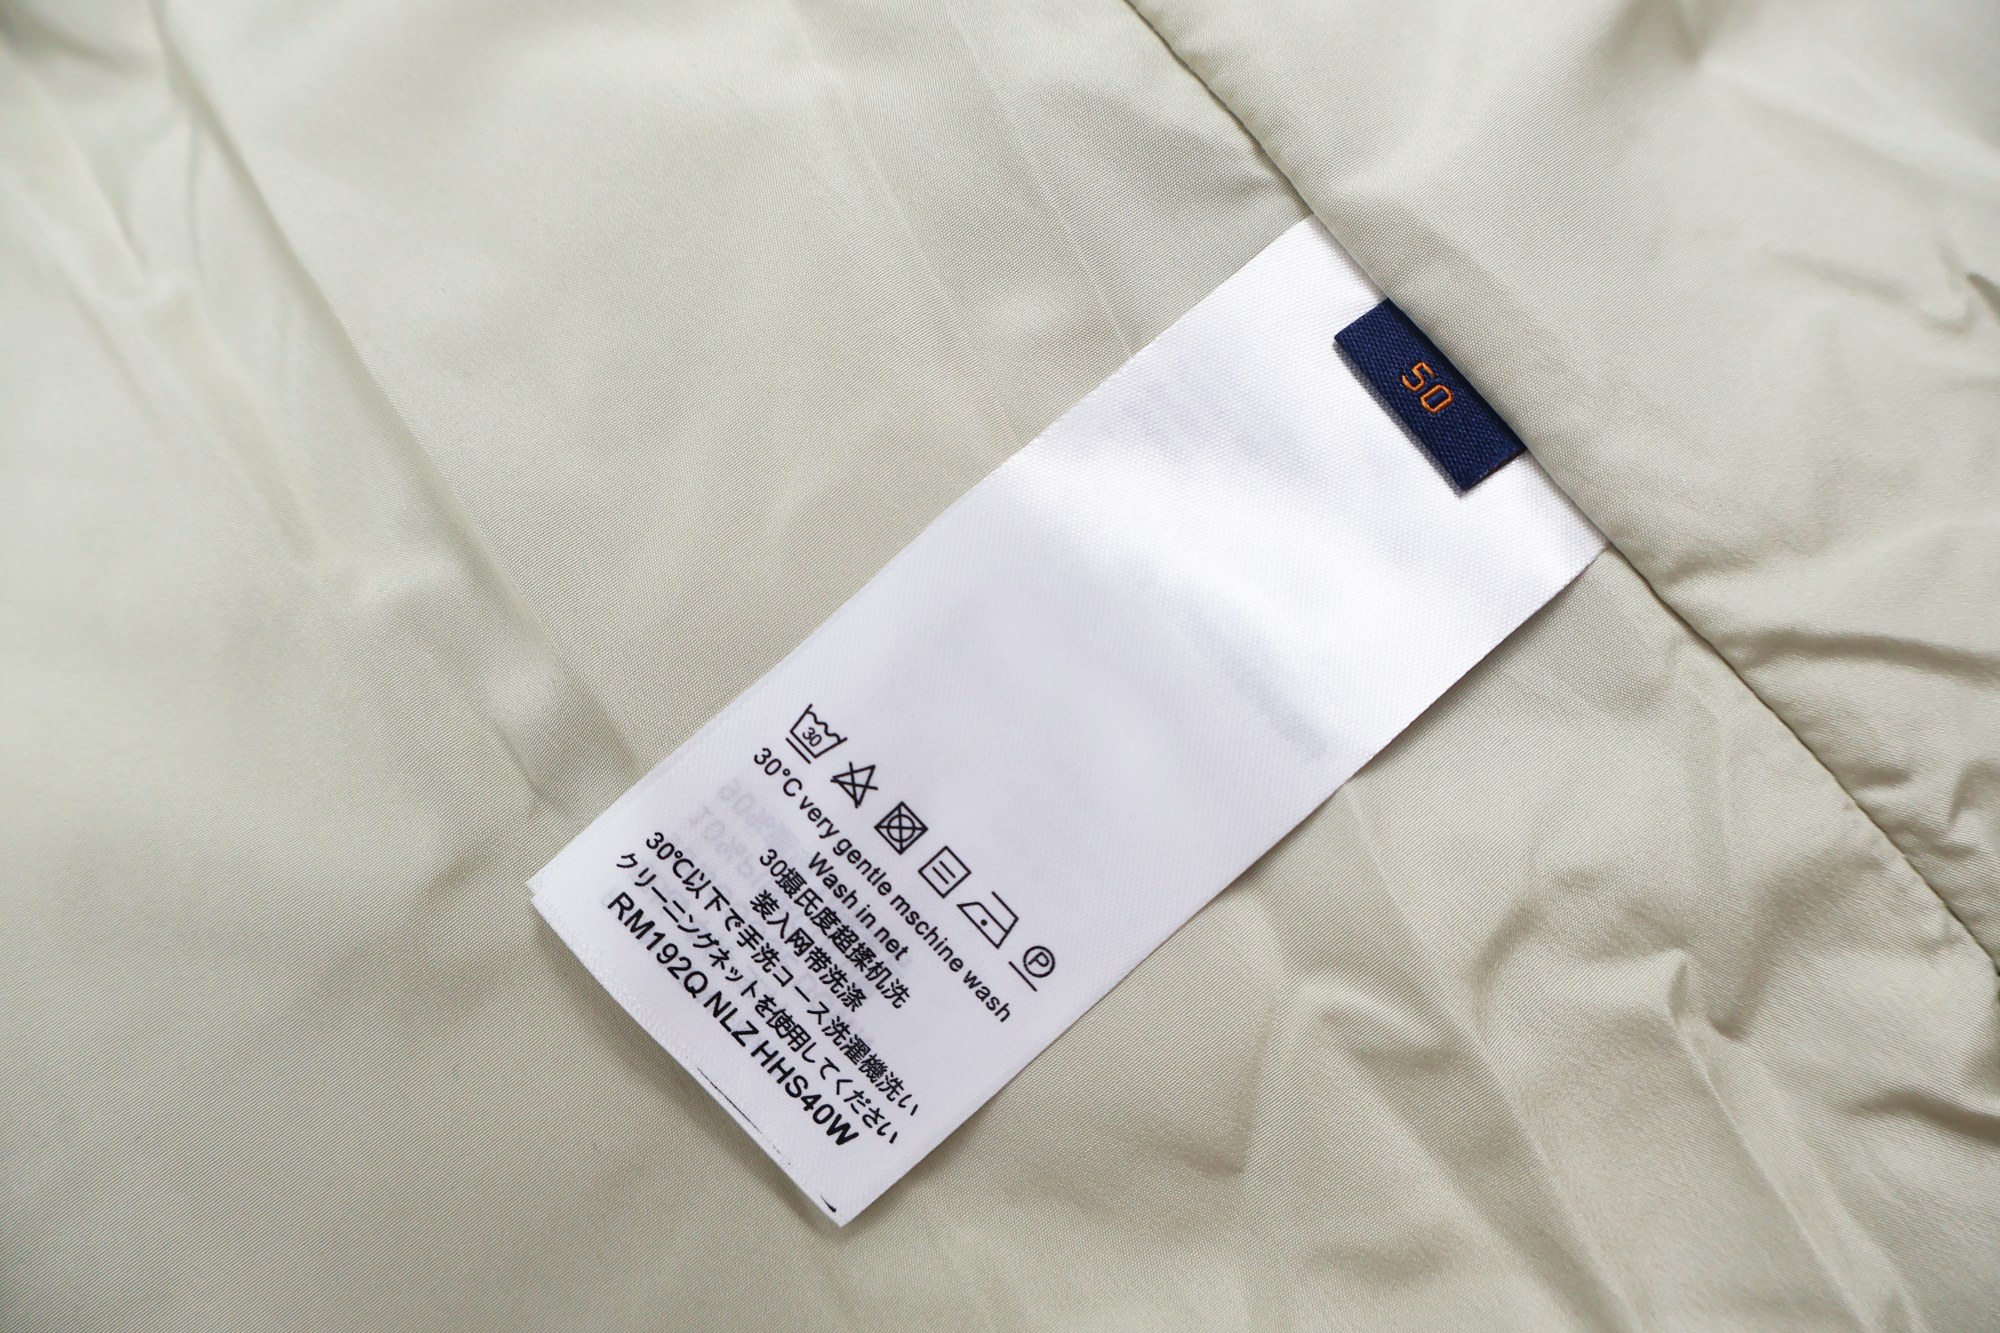 50
30
P
30°C very gentle mschine wash
Wash in net
30摄氏度超揉机洗
装入网带洗涤
30℃以下で手洗コース洗濯機洗い
クリーニングネットを使用してください
RM192Q NLZ HHS40W